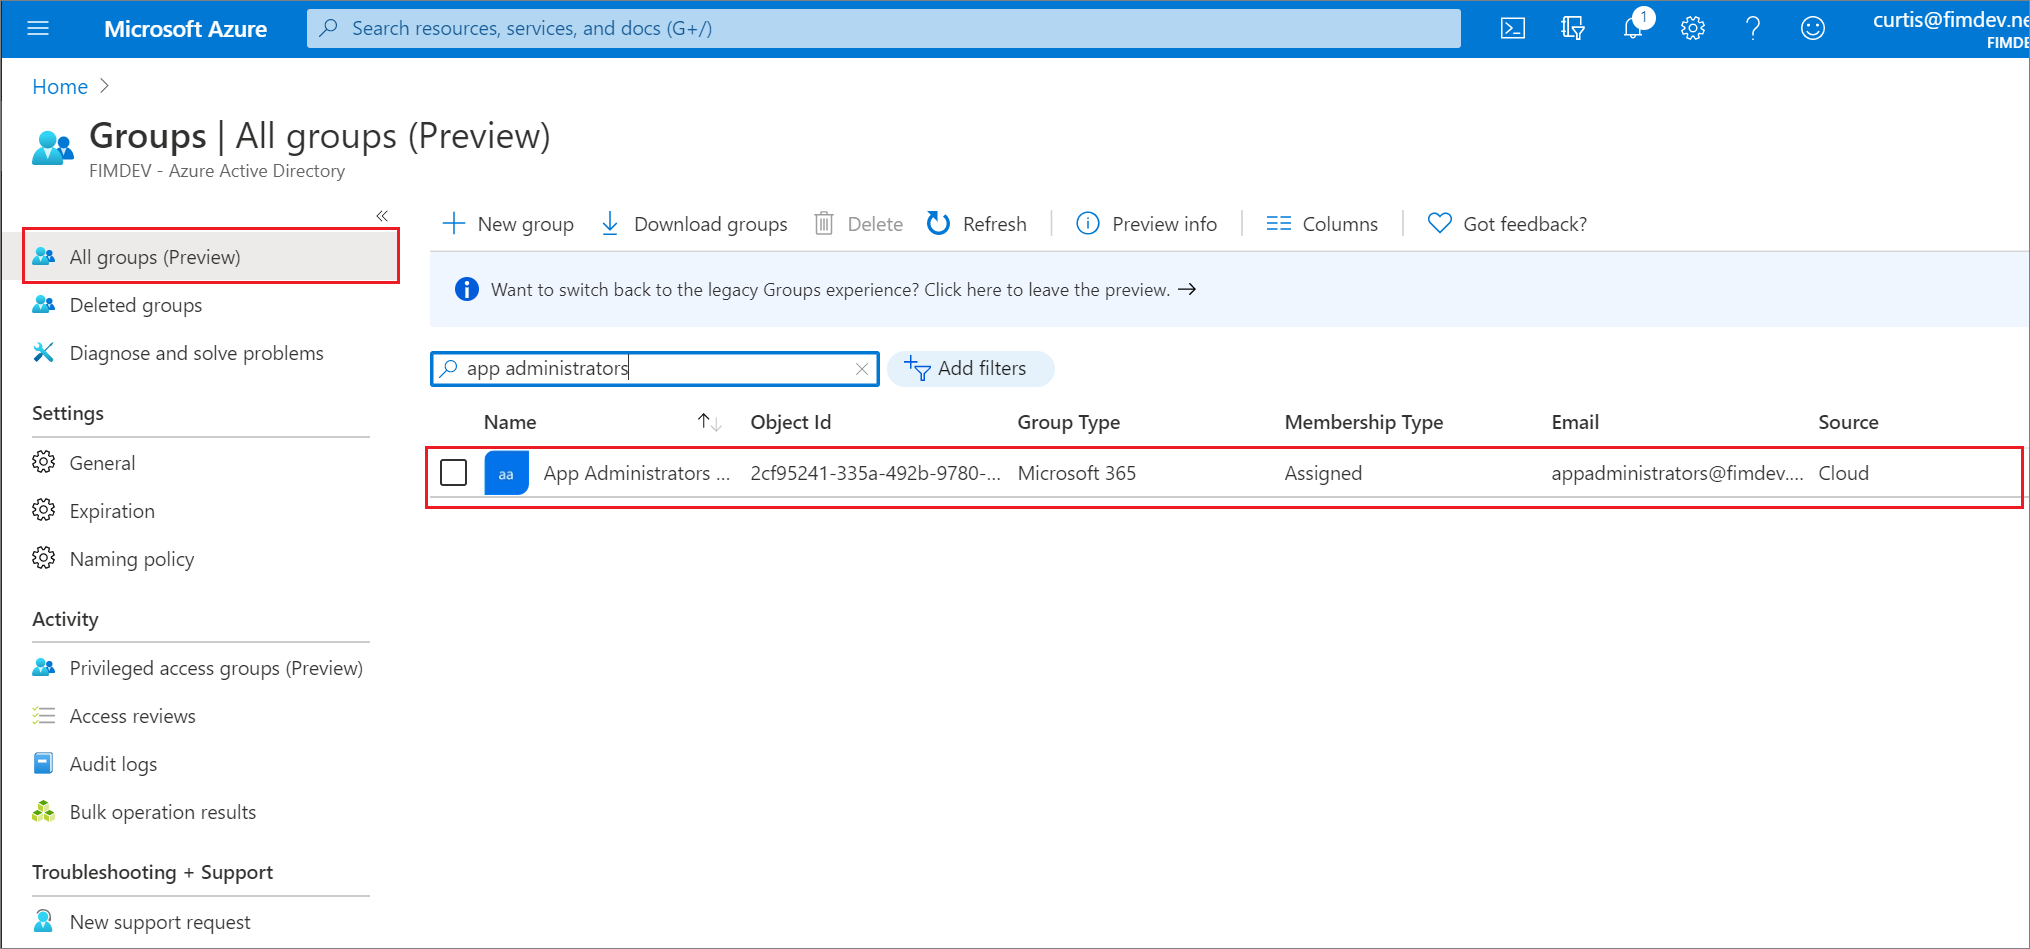 Microsoft Azure
Search resources, services, and docs (G+/)
1
curtis@fimdev.ne
FIMDE
Home
Groups | All groups (Preview)
FIMDEV - Azure Active Directory
«
New group
Download groups
Delete
Refresh
Preview info
Columns
Got feedback?
Want to switch back to the legacy Groups experience? Click here to leave the preview. →
All groups (Preview)
Deleted groups
Diagnose and solve problems
Settings
General
Expiration
Naming policy
Activity
Privileged access groups (Preview)
Access reviews
Audit logs
Bulk operation results
Troubleshooting + Support
New support request
app administrators
Add filters
Name Object Id Group Type Membership Type Email Source
aa App Administrators ... 2cf95241-335a-492b-9780-... Microsoft 365 Assigned appadministrators@fimdev.... Cloud